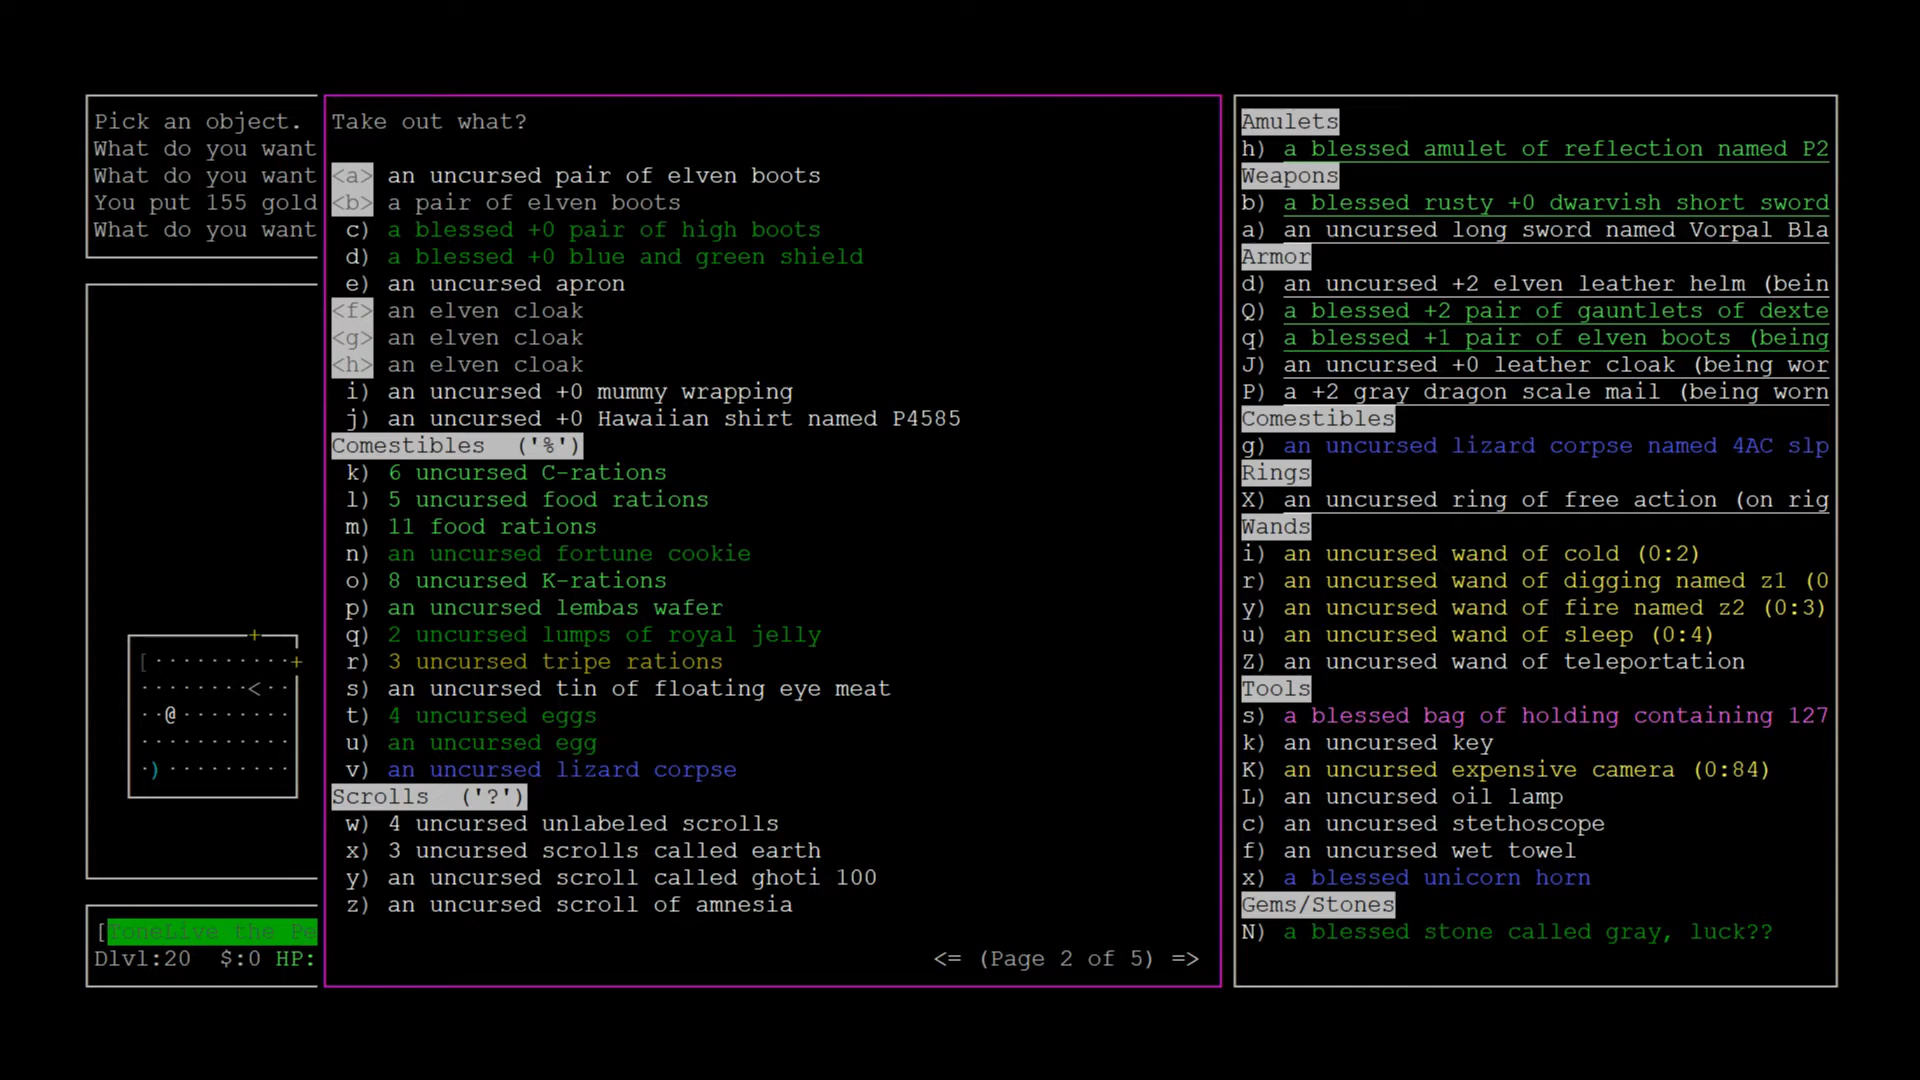 Pick an object.
What do you want
What do you want
You put 155 gold
What do you want
Take out what?
<a> an uncursed pair of elven boots
<b> a pair of elven boots
c) a blessed +0 pair of high boots
d) a blessed +0 blue and green shield
e) an uncursed apron
<f> an elven cloak
<g> an elven cloak
<h> an elven cloak
i) an uncursed +0 mummy wrapping
j) an uncursed +0 Hawaiian shirt named P4585
Comestibles ('%')
k) 6 uncursed C-rations
l) 5 uncursed food rations
m) 11 food rations
n) an uncursed fortune cookie
o) 8 uncursed K-rations
p) an uncursed lembas wafer
q) 2 uncursed lumps of royal jelly
r) 3 uncursed tripe rations
s) an uncursed tin of floating eye meat
t) 4 uncursed eggs
u) an uncursed egg
v) an uncursed lizard corpse
Scrolls ('?')
w) 4 uncursed unlabeled scrolls
x) 3 uncursed scrolls called earth
y) an uncursed scroll called ghoti 100
z) an uncursed scroll of amnesia
<= (Page 2 of 5) =>
Amulets
h) a blessed amulet of reflection named P2
Weapons
b) a blessed rusty +0 dwarvish short sword
a) an uncursed long sword named Vorpal Bla
Armor
d) an uncursed +2 elven leather helm (bein
Q) a blessed +2 pair of gauntlets of dexte
q) a blessed +1 pair of elven boots (being
J) an uncursed +0 leather cloak (being wor
P) a +2 gray dragon scale mail (being worn
Comestibles
g) an uncursed lizard corpse named 4AC slp
Rings
X) an uncursed ring of free action (on rig
Wands
i) an uncursed wand of cold (0:2)
r) an uncursed wand of digging named z1 (0
y) an uncursed wand of fire named z2 (0:3)
u) an uncursed wand of sleep (0:4)
Z) an uncursed wand of teleportation
Tools
s) a blessed bag of holding containing 127
k) an uncursed key
K) an uncursed expensive camera (0:84)
L) an uncursed oil lamp
c) an uncursed stethoscope
f) an uncursed wet towel
x) a blessed unicorn horn
Gems/Stones
N) a blessed stone called gray, luck??
[ToneLive the Pe
Dlvl:20 $:0 HP: